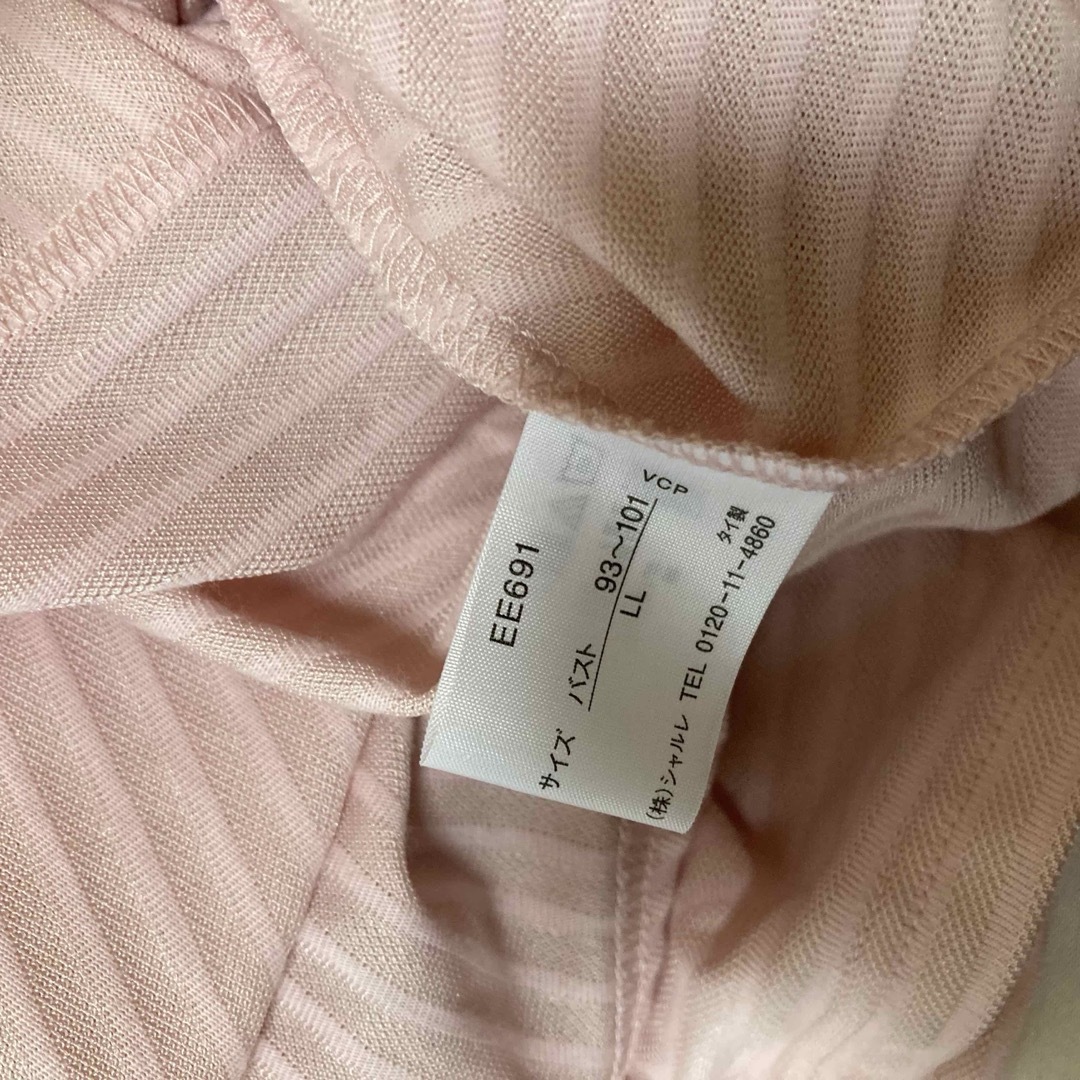 EE691
サイズ バスト 93～101
LL
VCP
タイ製
(株)シャルレ TEL 0120-11-4860